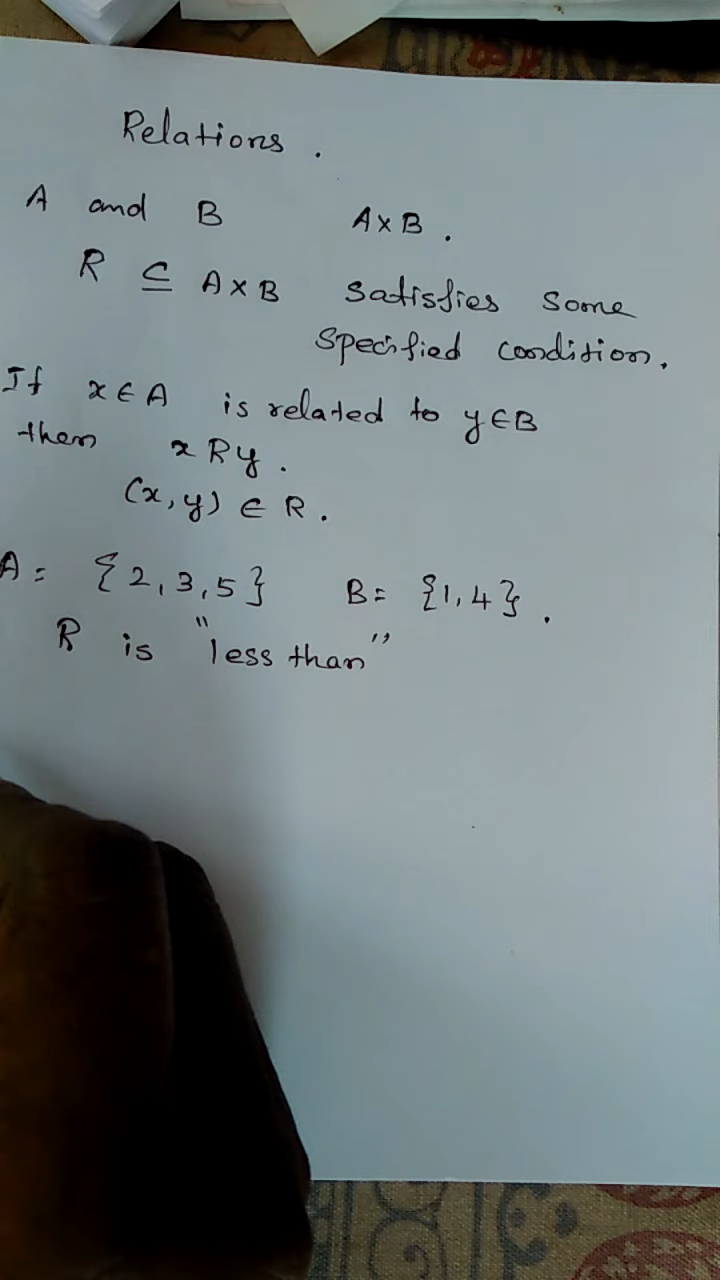 Relations.
A and B A×B.
R ⊆ A×B satisfies some
specified condition.
If x∈A is related to y∈B
then xRy.
(x,y) ∈ R.
A = {2,3,5} B = {1,4}.
R is "less than"